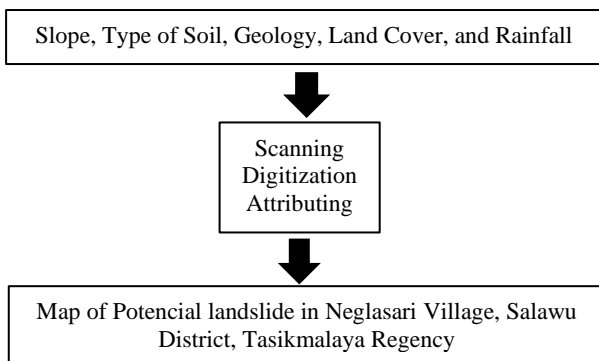 Slope, Type of Soil, Geology, Land Cover, and Rainfall
Scanning
Digitization
Attributing
Map of Potencial landslide in Neglasari Village, Salawu
District, Tasikmalaya Regency